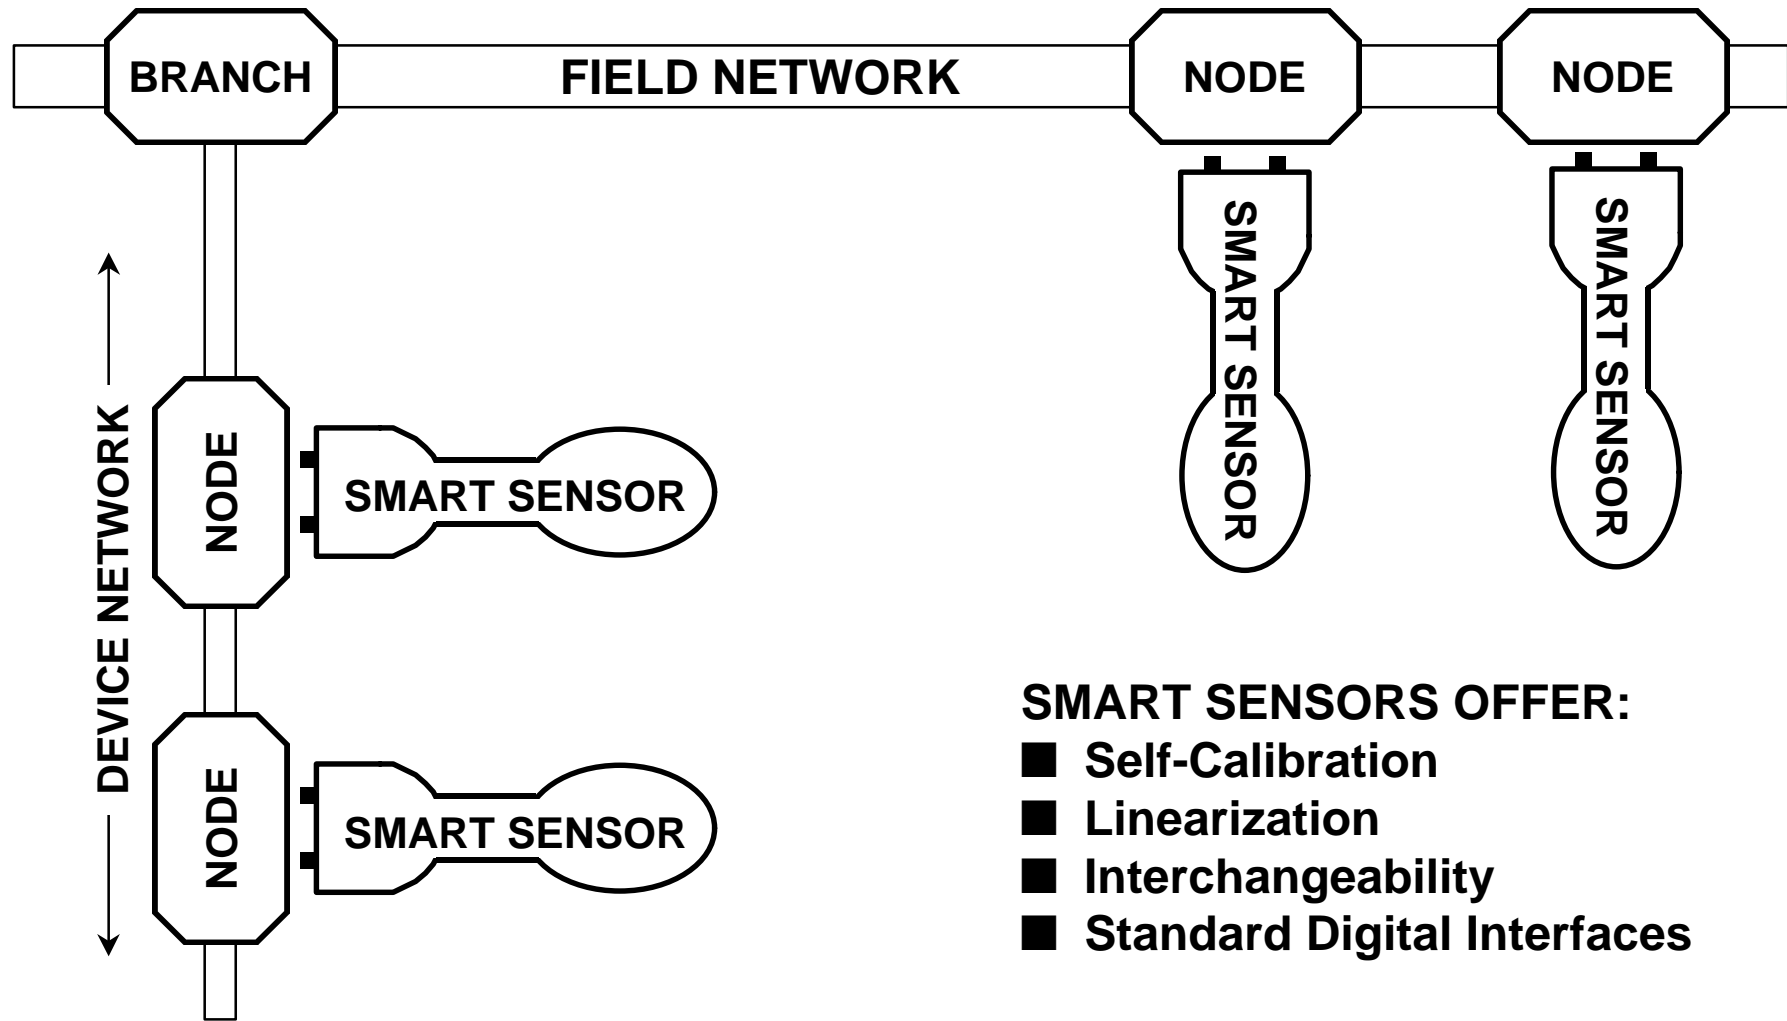 BRANCH
FIELD NETWORK
NODE
NODE
SMART SENSOR
SMART SENSOR
DEVICE NETWORK
NODE
SMART SENSOR
NODE
SMART SENSOR
SMART SENSORS OFFER:
■ Self-Calibration
■ Linearization
■ Interchangeability
■ Standard Digital Interfaces